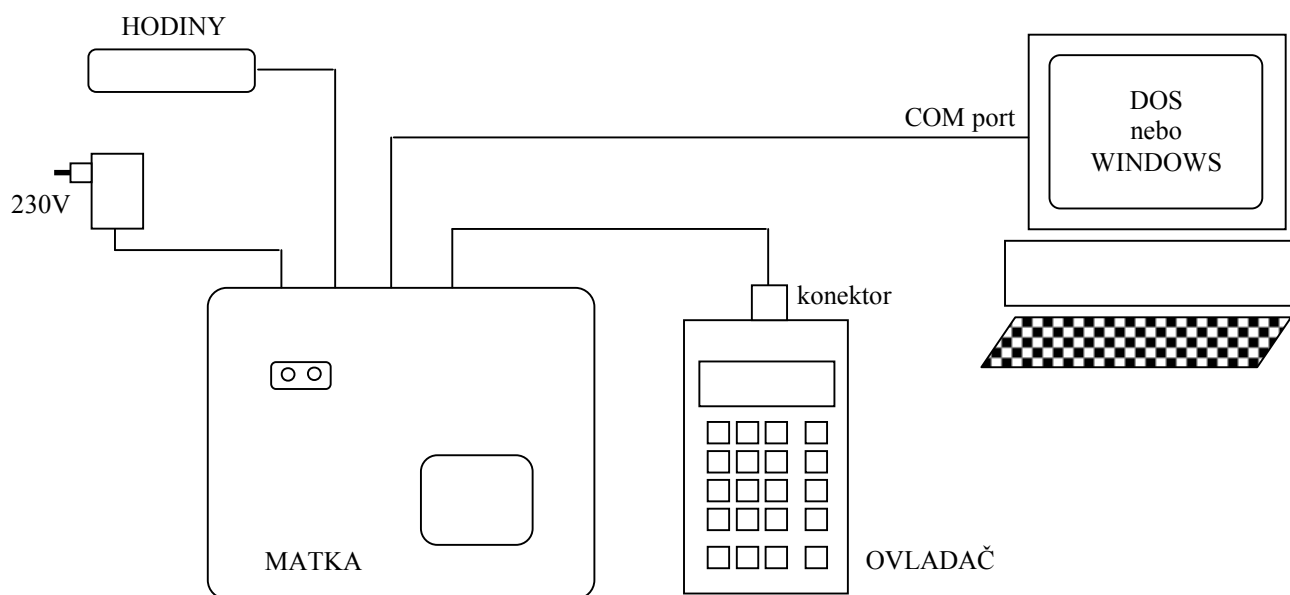 HODINY
COM port
DOS
nebo
WINDOWS
230V
konektor
MATKA
OVLADAČ